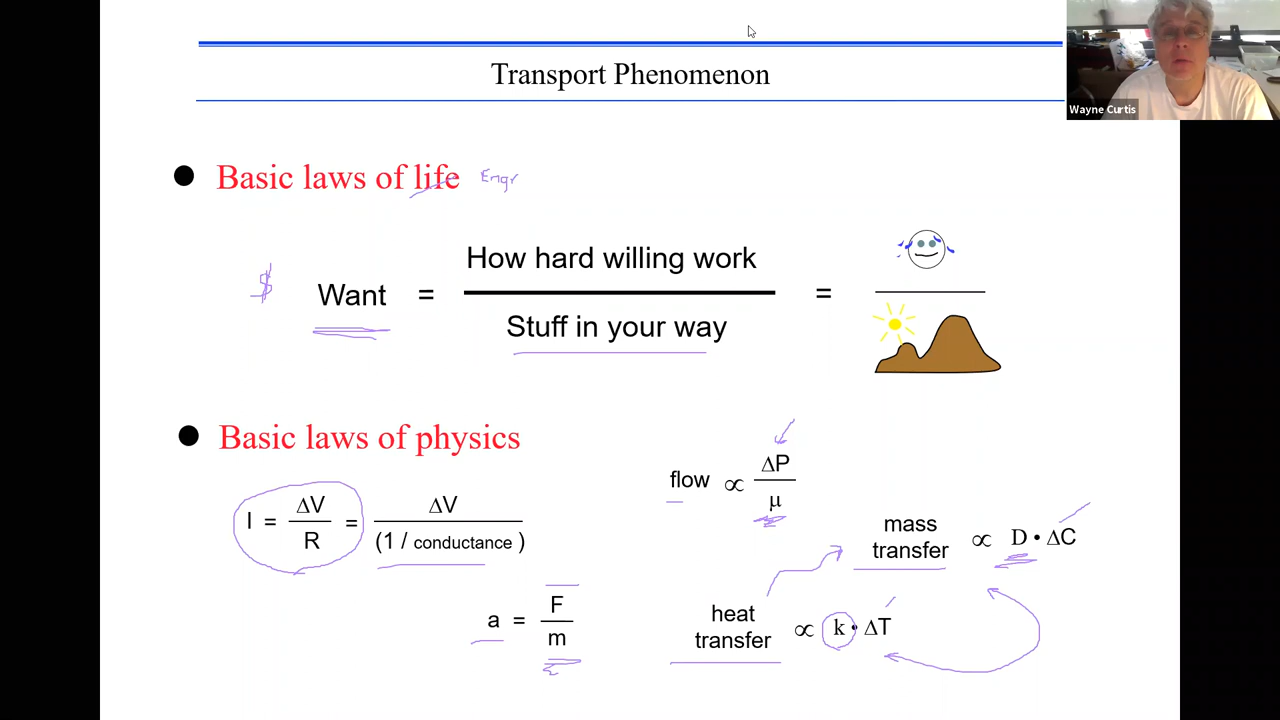 Transport Phenomenon
Wayne Curtis
● Basic laws of life Engr
$ Want = How hard willing work / Stuff in your way =
● Basic laws of physics
I = ΔV / R = ΔV / (1 / conductance )
flow ∝ ΔP / μ
mass transfer ∝ D • ΔC
a = F / m
heat transfer ∝ k • ΔT